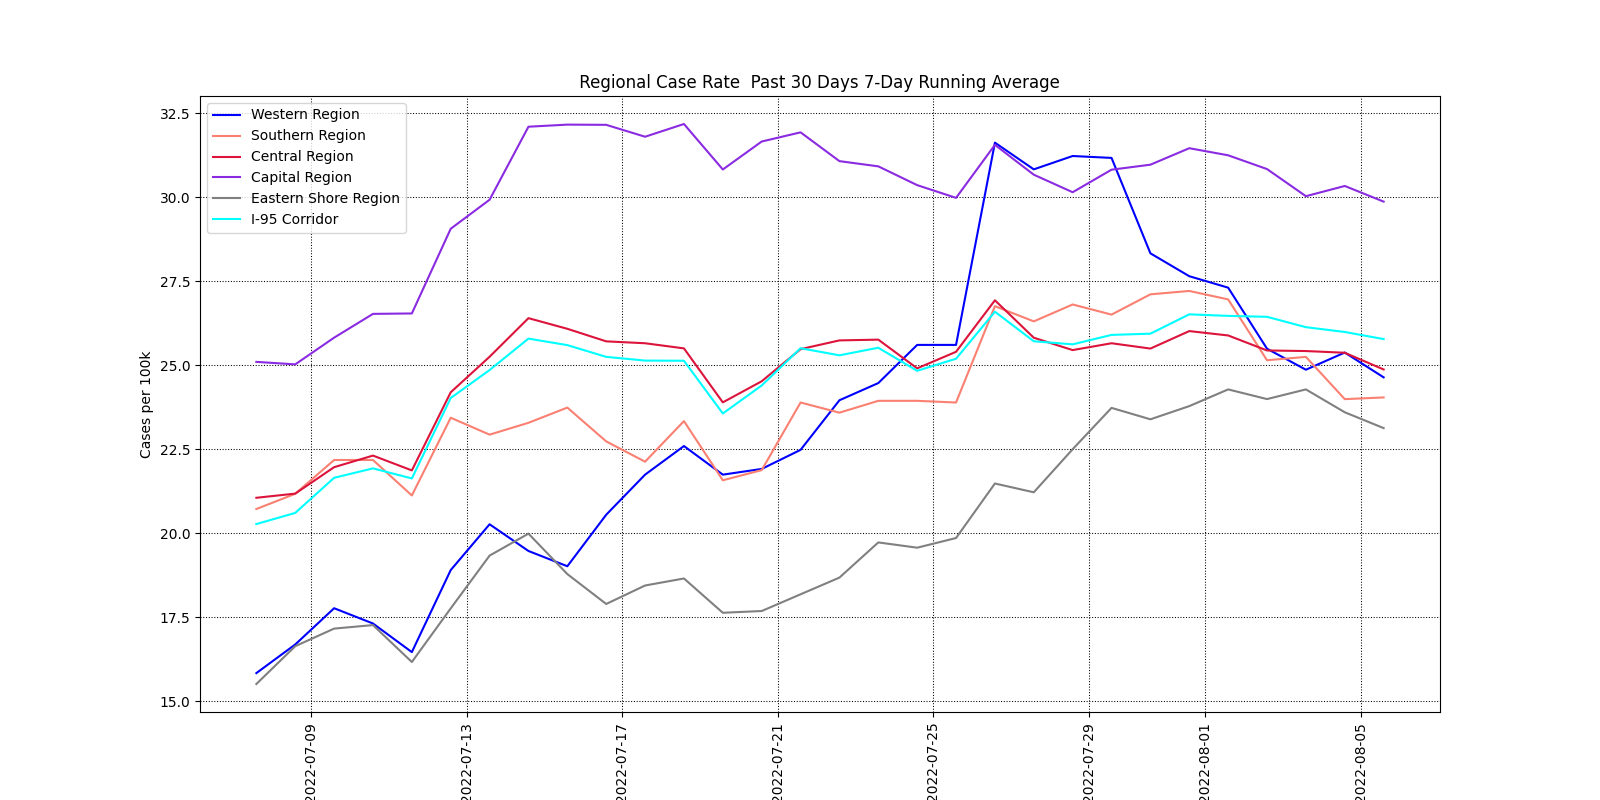 Regional Case Rate  Past 30 Days 7-Day Running Average
Western Region
Southern Region
Central Region
Capital Region
Eastern Shore Region
I-95 Corridor
Cases per 100k
32.5
30.0
27.5
25.0
22.5
20.0
17.5
15.0
2022-07-09
2022-07-13
2022-07-17
2022-07-21
2022-07-25
2022-07-29
2022-08-01
2022-08-05